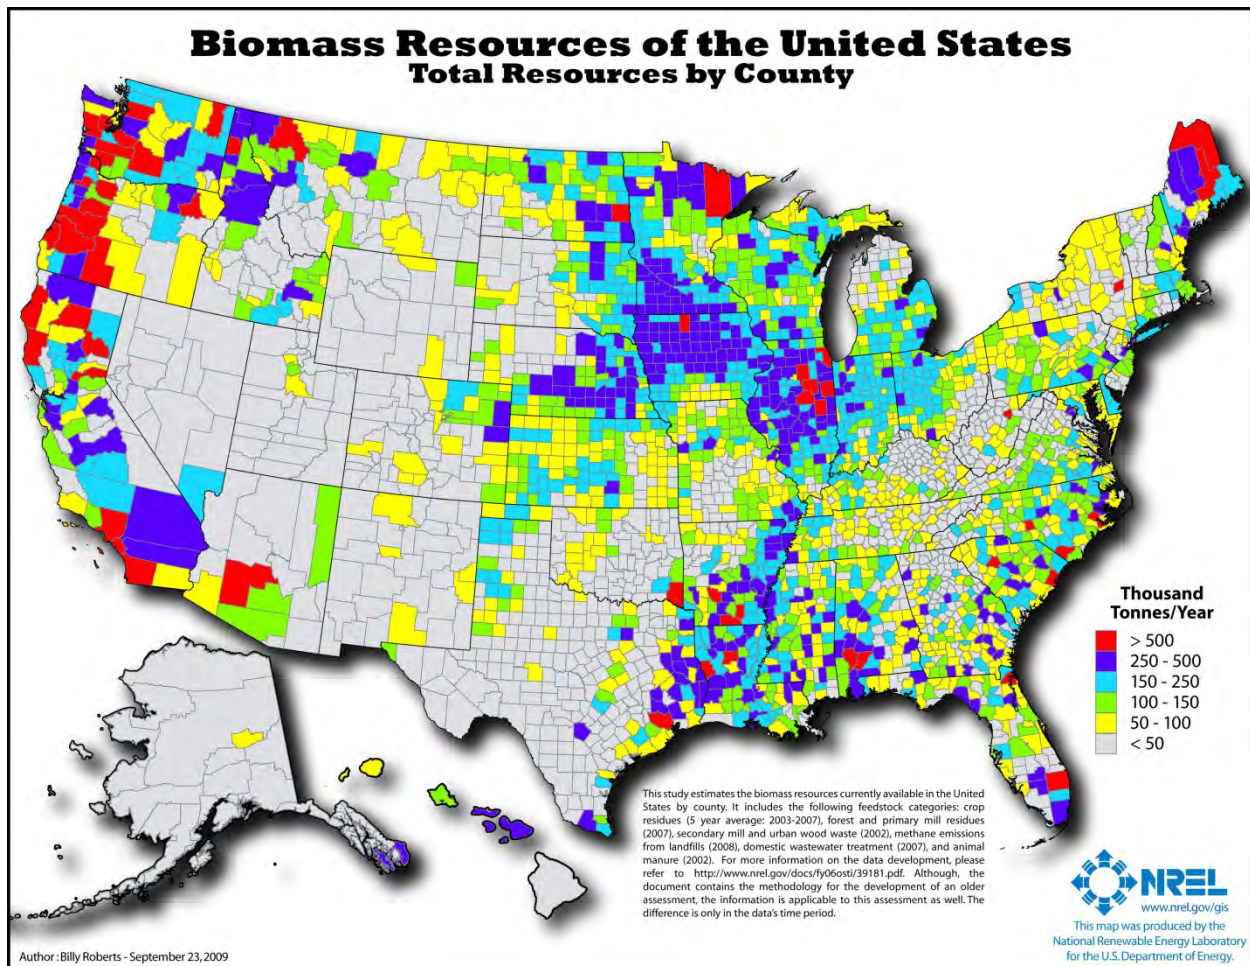 Biomass Resources of the United States
Total Resources by County
Thousand
Tonnes/Year
> 500
250 - 500
150 - 250
100 - 150
50 - 100
< 50
This study estimates the biomass resources currently available in the United
States by county. It includes the following feedstock categories: crop
residues (5 year average: 2003-2007), forest and primary mill residues
(2007), secondary mill and urban wood waste (2002), methane emissions
from landfills (2008), domestic wastewater treatment (2007), and animal
manure (2002). For more information on the data development, please
refer to http://www.nrel.gov/docs/fy06osti/39181.pdf. Although, the
document contains the methodology for the development of an older
assessment, the information is applicable to this assessment as well. The
difference is only in the data's time period.
NREL
www.nrel.gov/gis
This map was produced by the
National Renewable Energy Laboratory
for the U.S. Department of Energy.
Author : Billy Roberts - September 23, 2009